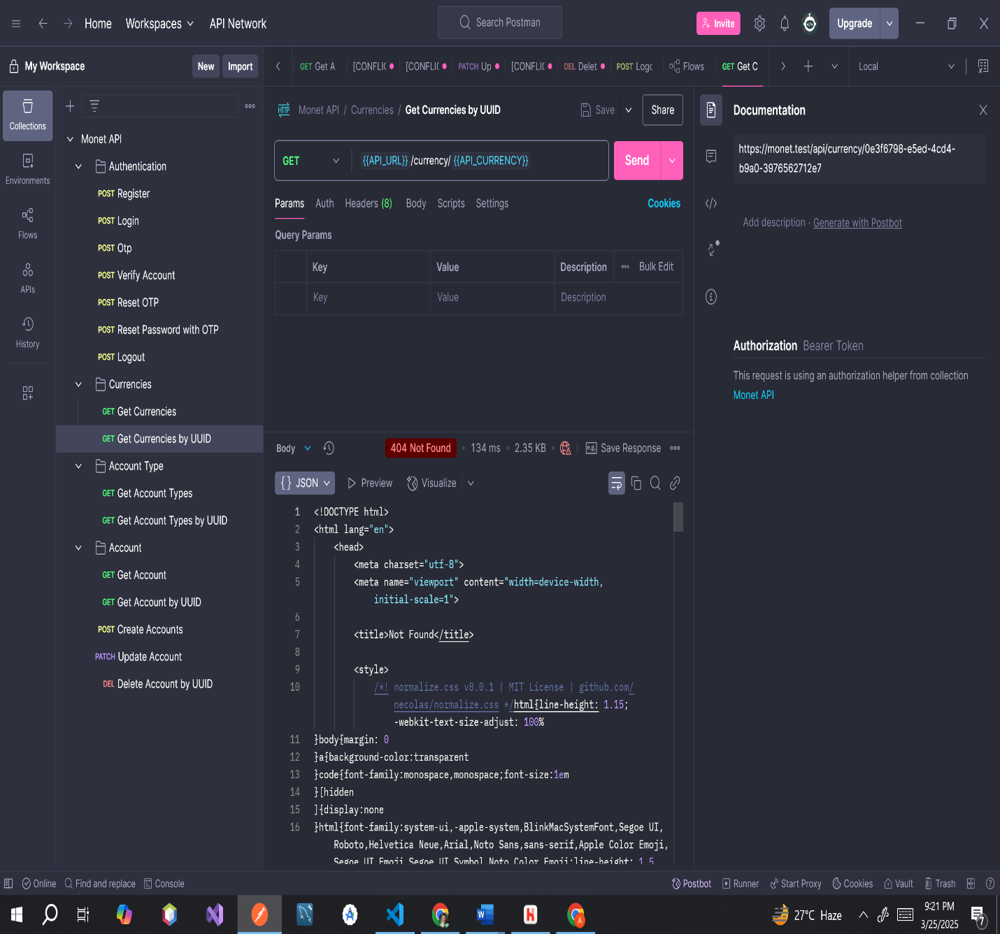 Home Workspaces API Network Search Postman Invite Upgrade
My Workspace New Import GET Get A [CONFLIC [CONFLIC PATCH Up [CONFLIC DEL Delet POST Logo Flows GET Get C Local
Collections
Environments
Flows
APIs
History
Monet API
Authentication
POST Register
POST Login
POST Otp
POST Verify Account
POST Reset OTP
POST Reset Password with OTP
POST Logout
Currencies
GET Get Currencies
GET Get Currencies by UUID
Account Type
GET Get Account Types
GET Get Account Types by UUID
Account
GET Get Account
GET Get Account by UUID
POST Create Accounts
PATCH Update Account
DEL Delete Account by UUID
HTTP Monet API / Currencies / Get Currencies by UUID Save Share
GET {{API_URL}} /currency/ {{API_CURRENCY}} Send
Params Auth Headers (8) Body Scripts Settings Cookies
Query Params
Key Value Description Bulk Edit
Key Value Description
Body 404 Not Found • 134 ms • 2.35 KB • e.g. Save Response
{} JSON Preview Visualize
1 <!DOCTYPE html>
2 <html lang="en">
3 <head>
4 <meta charset="utf-8">
5 <meta name="viewport" content="width=device-width,
initial-scale=1">
6
7 <title>Not Found</title>
8
9 <style>
10 /*! normalize.css v8.0.1 | MIT License | github.com/
necolas/normalize.css */html{line-height: 1.15;
-webkit-text-size-adjust: 100%
11 }body{margin: 0
12 }a{background-color:transparent
13 }code{font-family:monospace,monospace;font-size:1em
14 }[hidden
15 ]{display:none
16 }html{font-family:system-ui,-apple-system,BlinkMacSystemFont,Segoe UI,
Roboto,Helvetica Neue,Arial,Noto Sans,sans-serif,Apple Color Emoji,
Segoe UI Emoji,Segoe UI Symbol,Noto Color Emoji;line-height: 1.5
Documentation
https://monet.test/api/currency/0e3f6798-e5ed-4cd4-
b9a0-3976562712e7
Add description · Generate with Postbot
Authorization Bearer Token
This request is using an authorization helper from collection
Monet API
Online Find and replace Console Postbot Runner Start Proxy Cookies Vault Trash
27°C Haze
9:21 PM
3/25/2025
7